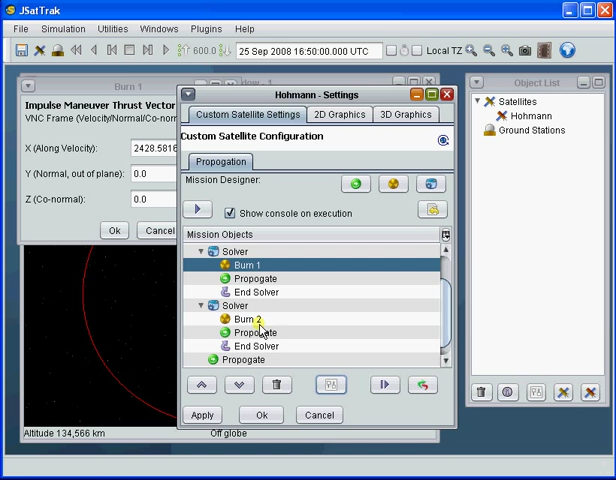 JSatTrak
File Simulation Utilities Windows Plugins Help
600.0 25 Sep 2008 16:50:00.000 UTC Local TZ
Burn 1
Impulse Maneuver Thrust Vector
VNC Frame (Velocity/Normal/Co-norm
X (Along Velocity): 2428.5816
Y (Normal, out of plane): 0.0
Z (Co-normal): 0.0
Ok Cancel
Altitude 134,566 km Off globe
Hohmann - Settings
Custom Satellite Settings 2D Graphics 3D Graphics
Custom Satellite Configuration
Propogation
Mission Designer:
Show console on execution
Mission Objects
Solver
Burn 1
Propogate
End Solver
Solver
Burn 2
Propogate
End Solver
Propogate
Apply Ok Cancel
Object List
Satellites
Hohmann
Ground Stations